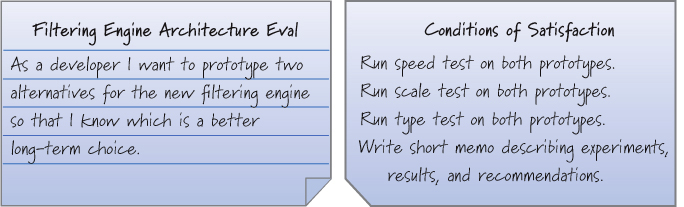 Filtering Engine Architecture Eval
As a developer I want to prototype two
alternatives for the new filtering engine
so that I know which is a better
long-term choice.
Conditions of Satisfaction
Run speed test on both prototypes.
Run scale test on both prototypes.
Run type test on both prototypes.
Write short memo describing experiments,
results, and recommendations.